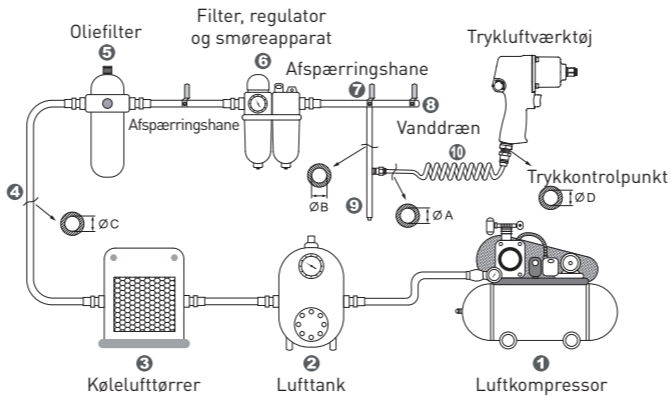 Filter, regulator
og smøreapparat
Oliefilter
Trykluftværktøj
5
6
Afspærringshane
7
8
Afspærringshane
Vanddræn
10
Trykkontrolpunkt
4
ØB
9
ØA
ØD
ØC
3
2
1
Kølelufttørrer
Lufttank
Luftkompressor